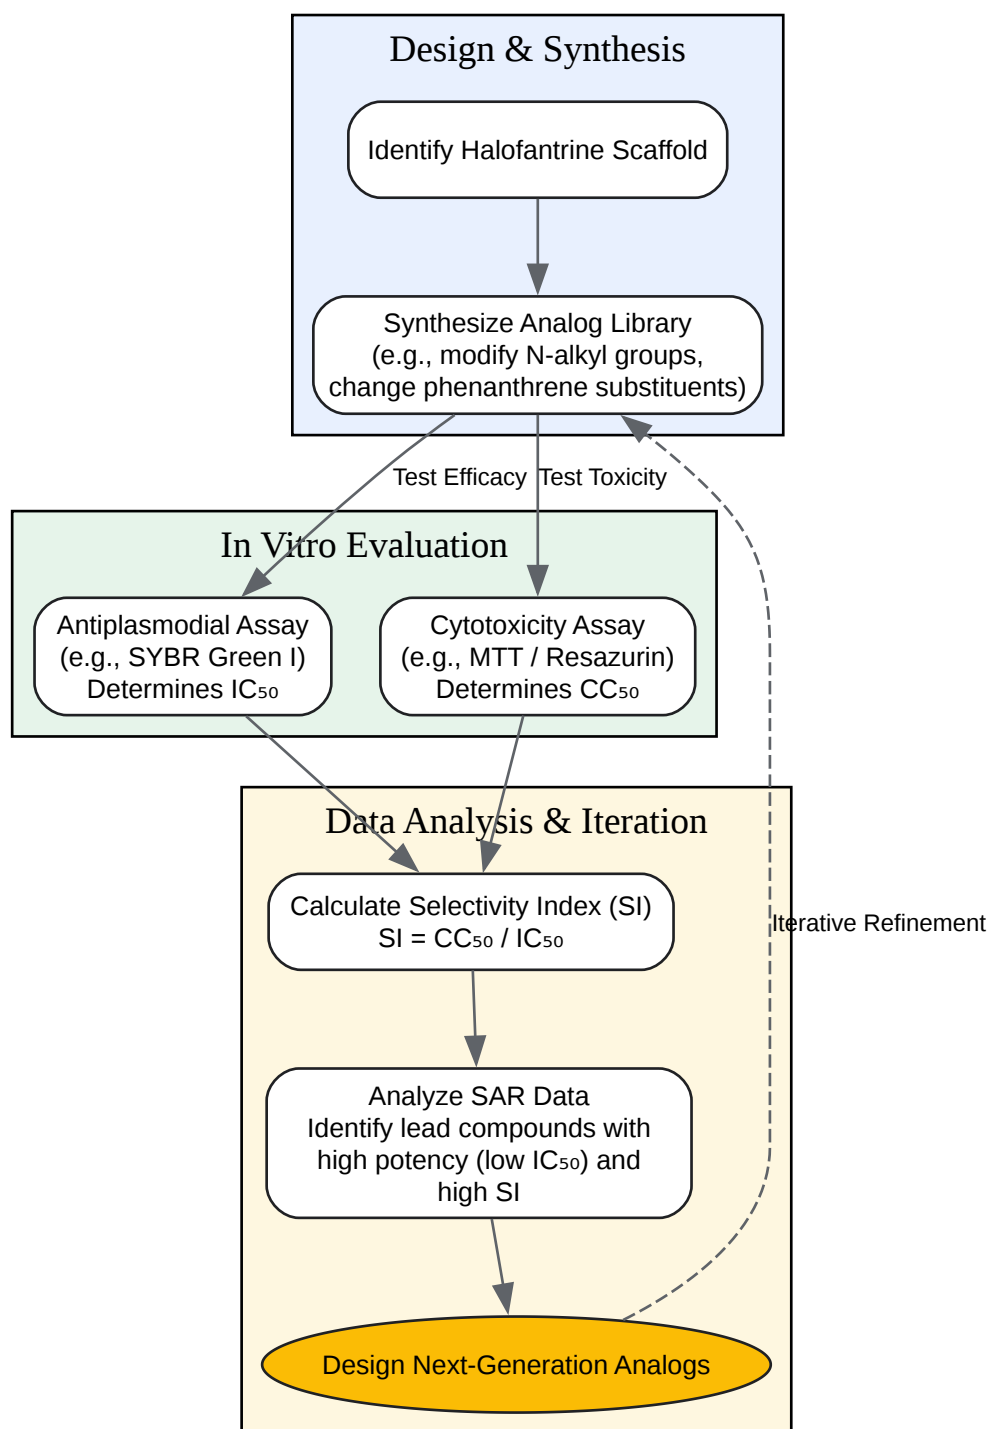 Design & Synthesis
Identify Halofantrine Scaffold
Synthesize Analog Library
(e.g., modify N-alkyl groups,
change phenanthrene substituents)
Test Efficacy
Test Toxicity
In Vitro Evaluation
Antiplasmodial Assay
(e.g., SYBR Green I)
Determines IC₅₀
Cytotoxicity Assay
(e.g., MTT / Resazurin)
Determines CC₅₀
Data Analysis & Iteration
Calculate Selectivity Index (SI)
SI = CC₅₀ / IC₅₀
Iterative Refinement
Analyze SAR Data
Identify lead compounds with
high potency (low IC₅₀) and
high SI
Design Next-Generation Analogs